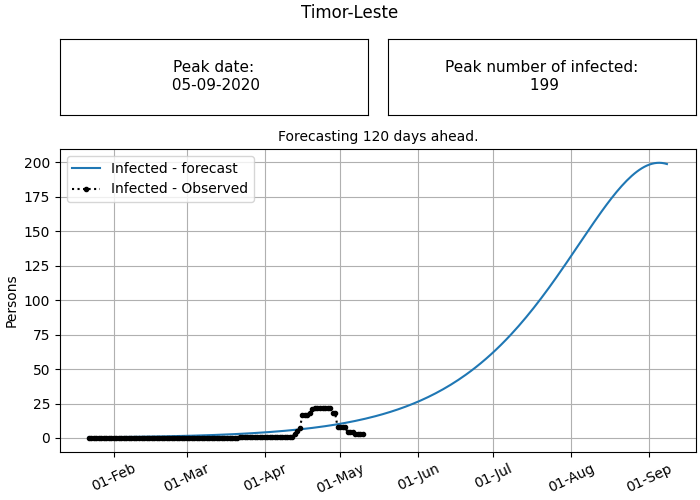 Timor-Leste
Peak date:
05-09-2020
Peak number of infected:
199
Forecasting 120 days ahead.
Infected - forecast
Infected - Observed
Persons
200
175
150
125
100
75
50
25
0
01-Feb
01-Mar
01-Apr
01-May
01-Jun
01-Jul
01-Aug
01-Sep